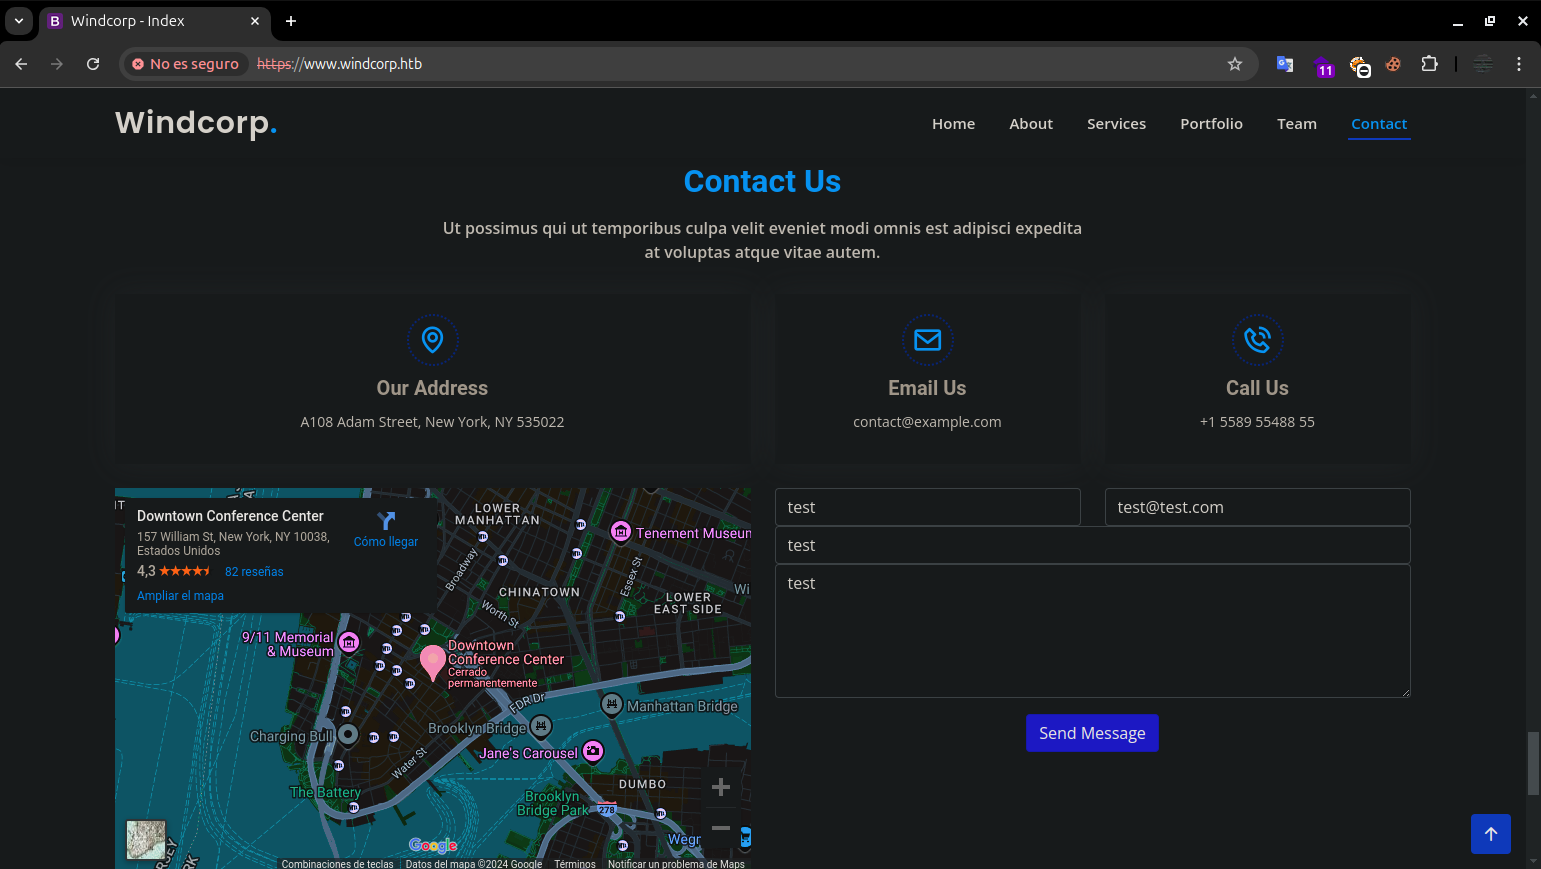 Windcorp - Index
No es seguro
https://www.windcorp.htb
11
Windcorp.
Home
About
Services
Portfolio
Team
Contact
Contact Us
Ut possimus qui ut temporibus culpa velit eveniet modi omnis est adipisci expedita
at voluptas atque vitae autem.
Our Address
A108 Adam Street, New York, NY 535022
Email Us
contact@example.com
Call Us
+1 5589 55488 55
Downtown Conference Center
157 William St, New York, NY 10038,
Estados Unidos
4,3
82 reseñas
Ampliar el mapa
Cómo llegar
LOWER
MANHATTAN
Tenement Museum
Broadway
Essex St
CHINATOWN
Worth St
LOWER
EAST SIDE
Wi
9/11 Memorial
& Museum
Downtown
Conference Center
Cerrado
permanentemente
FDR Dr
Manhattan Bridge
Brooklyn Bridge
Charging Bull
Jane's Carousel
Water St
DUMBO
The Battery
Brooklyn
Bridge Park
278
Wegr
Google
Combinaciones de teclas
Datos del mapa ©2024 Google
Términos
Notificar un problema de Maps
test
test@test.com
test
test
Send Message